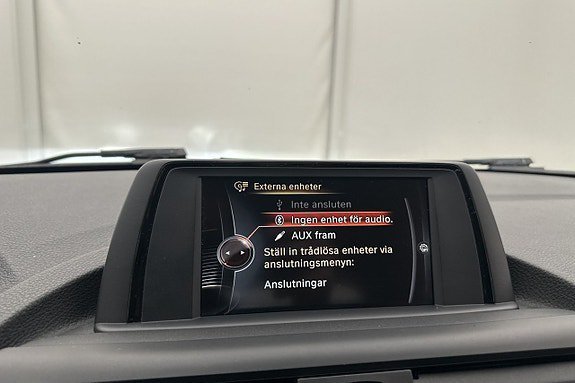 Externa enheter
Inte ansluten
Ingen enhet för audio.
AUX fram
Ställ in trådlösa enheter via
anslutningsmenyn:
Anslutningar